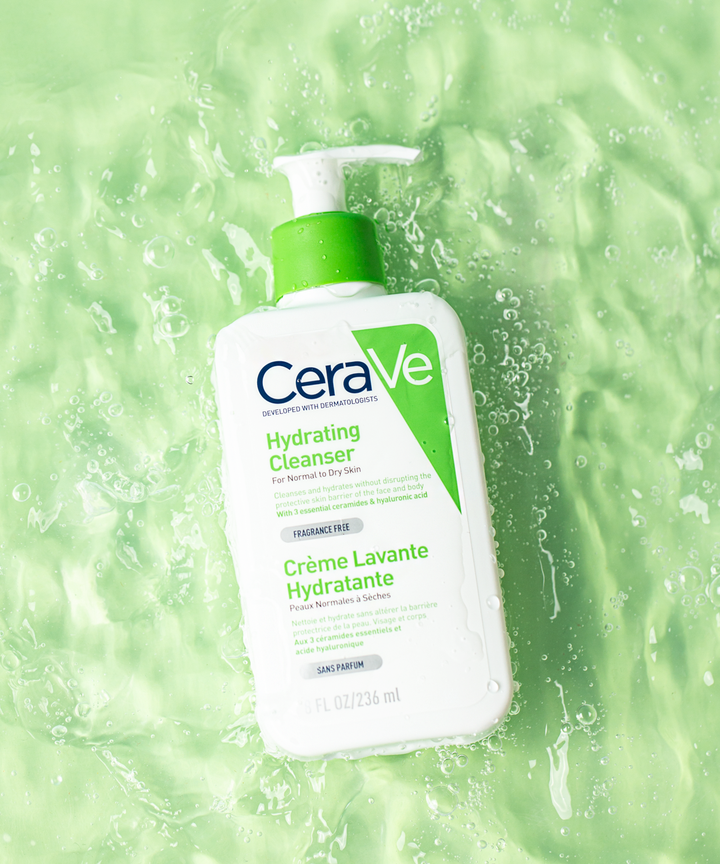 CeraVe
DEVELOPED WITH DERMATOLOGISTS
Hydrating
Cleanser
For Normal to Dry Skin
Cleanses and hydrates without disrupting the
protective skin barrier of the face and body
With 3 essential ceramides & hyaluronic acid
FRAGRANCE FREE
Crème Lavante
Hydratante
Peaux Normales à Sèches
Nettoie et hydrate sans altérer la barrière
protectrice de la peau. Visage et corps
Aux 3 céramides essentiels et
acide hyaluronique
SANS PARFUM
FL OZ/236 ml